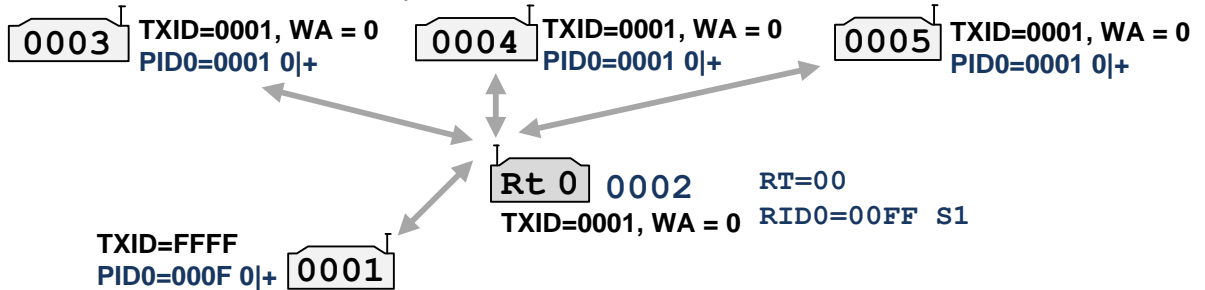 0003
TXID=0001, WA = 0
PID0=0001 0|+
0004
TXID=0001, WA = 0
PID0=0001 0|+
0005
TXID=0001, WA = 0
PID0=0001 0|+
Rt 0
0002
RT=00
TXID=0001, WA = 0
RID0=00FF S1
TXID=FFFF
PID0=000F 0|+
0001